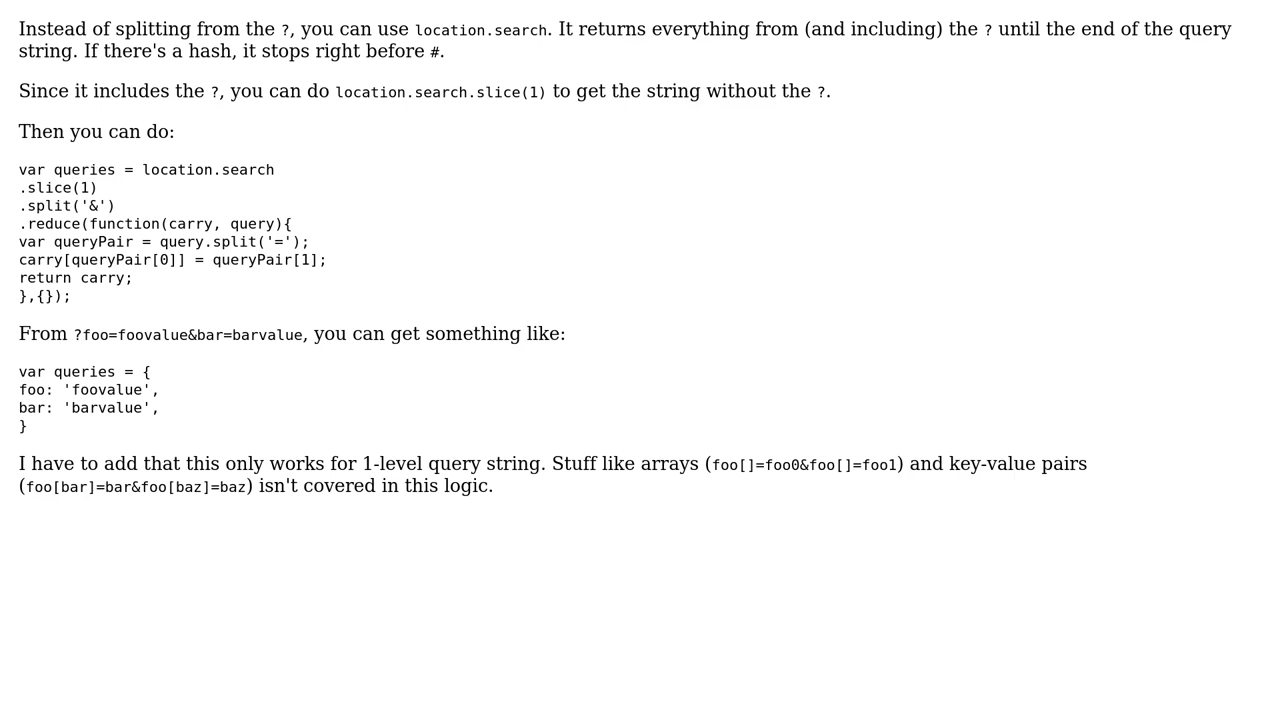 Instead of splitting from the ?, you can use location.search. It returns everything from (and including) the ? until the end of the query
string. If there's a hash, it stops right before #.
Since it includes the ?, you can do location.search.slice(1) to get the string without the ?.
Then you can do:
var queries = location.search
.slice(1)
.split('&')
.reduce(function(carry, query){
var queryPair = query.split('=');
carry[queryPair[0]] = queryPair[1];
return carry;
},{});
From ?foo=foovalue&bar=barvalue, you can get something like:
var queries = {
foo: 'foovalue',
bar: 'barvalue',
}
I have to add that this only works for 1-level query string. Stuff like arrays (foo[]=foo0&foo[]=foo1) and key-value pairs
(foo[bar]=bar&foo[baz]=baz) isn't covered in this logic.